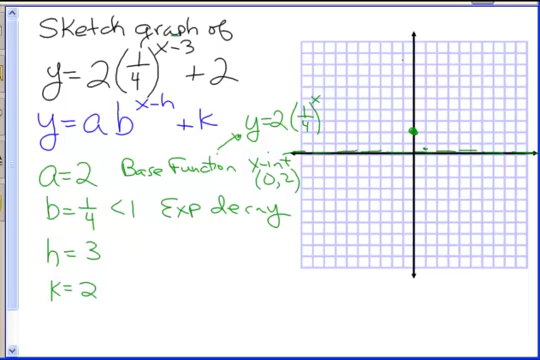 Sketch graph of
y = 2(1/4)^(x-3) + 2
y = ab^(x-h) + k
y = 2(1/4)^x
a = 2 Base Function x-int (0,2)
b = 1/4 < 1 Exp decay
h = 3
k = 2